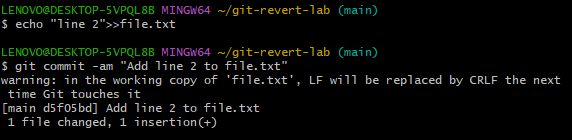 LENOVO@DESKTOP-5VPQL8B MINGW64 ~/git-revert-lab (main)
$ echo "line 2">>file.txt
LENOVO@DESKTOP-5VPQL8B MINGW64 ~/git-revert-lab (main)
$ git commit -am "Add line 2 to file.txt"
warning: in the working copy of 'file.txt', LF will be replaced by CRLF the next
 time Git touches it
[main d5f05bd] Add line 2 to file.txt
 1 file changed, 1 insertion(+)